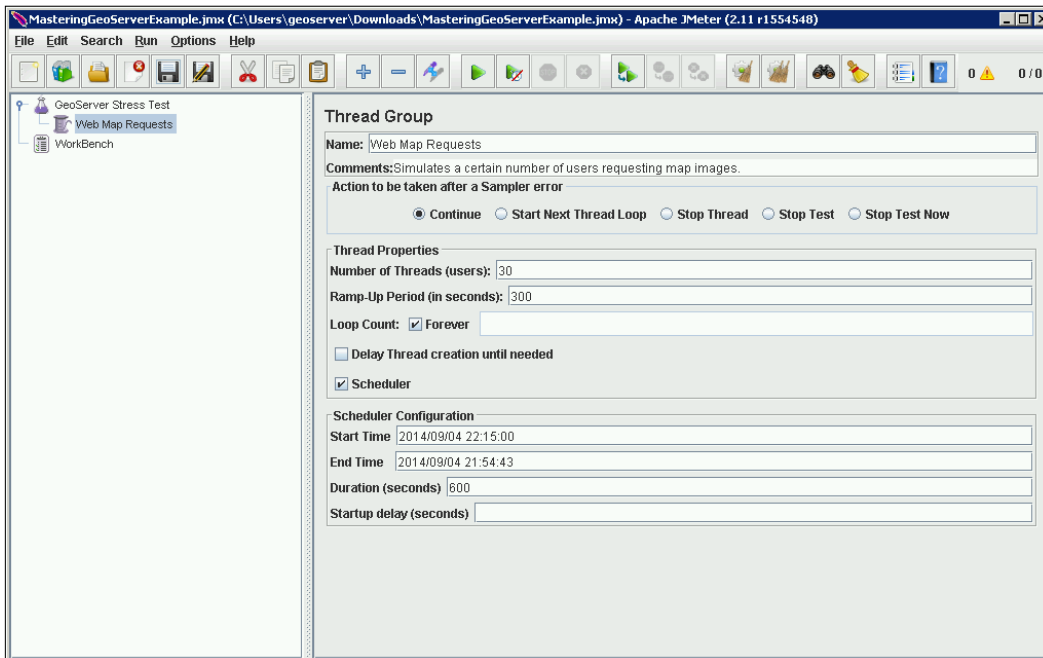 MasteringGeoServerExample.jmx (C:\Users\geoserver\Downloads\MasteringGeoServerExample.jmx) - Apache JMeter (2.11 r1554548)
File Edit Search Run Options Help
0 0 / 0
GeoServer Stress Test
Web Map Requests
WorkBench
Thread Group
Name: Web Map Requests
Comments:Simulates a certain number of users requesting map images.
Action to be taken after a Sampler error
Continue Start Next Thread Loop Stop Thread Stop Test Stop Test Now
Thread Properties
Number of Threads (users): 30
Ramp-Up Period (in seconds): 300
Loop Count: Forever
Delay Thread creation until needed
Scheduler
Scheduler Configuration
Start Time 2014/09/04 22:15:00
End Time 2014/09/04 21:54:43
Duration (seconds) 600
Startup delay (seconds)